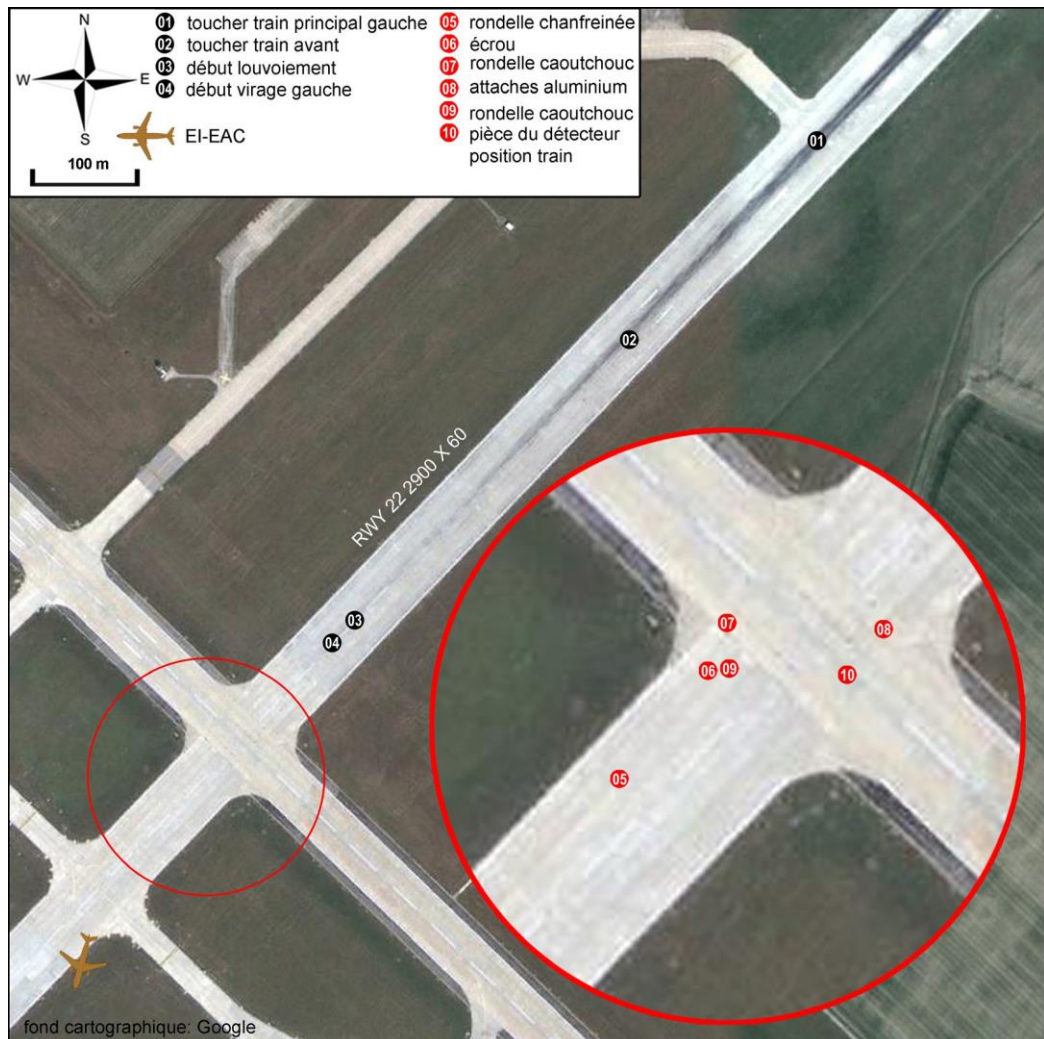 N
W E
S
EI-EAC
100 m
01 toucher train principal gauche
02 toucher train avant
03 début louvoiement
04 début virage gauche
05 rondelle chanfreinée
06 écrou
07 rondelle caoutchouc
08 attaches aluminium
09 rondelle caoutchouc
10 pièce du détecteur
position train
01
02
RWY 22 2900 X 60
03
04
07
08
06 09
10
05
fond cartographique: Google